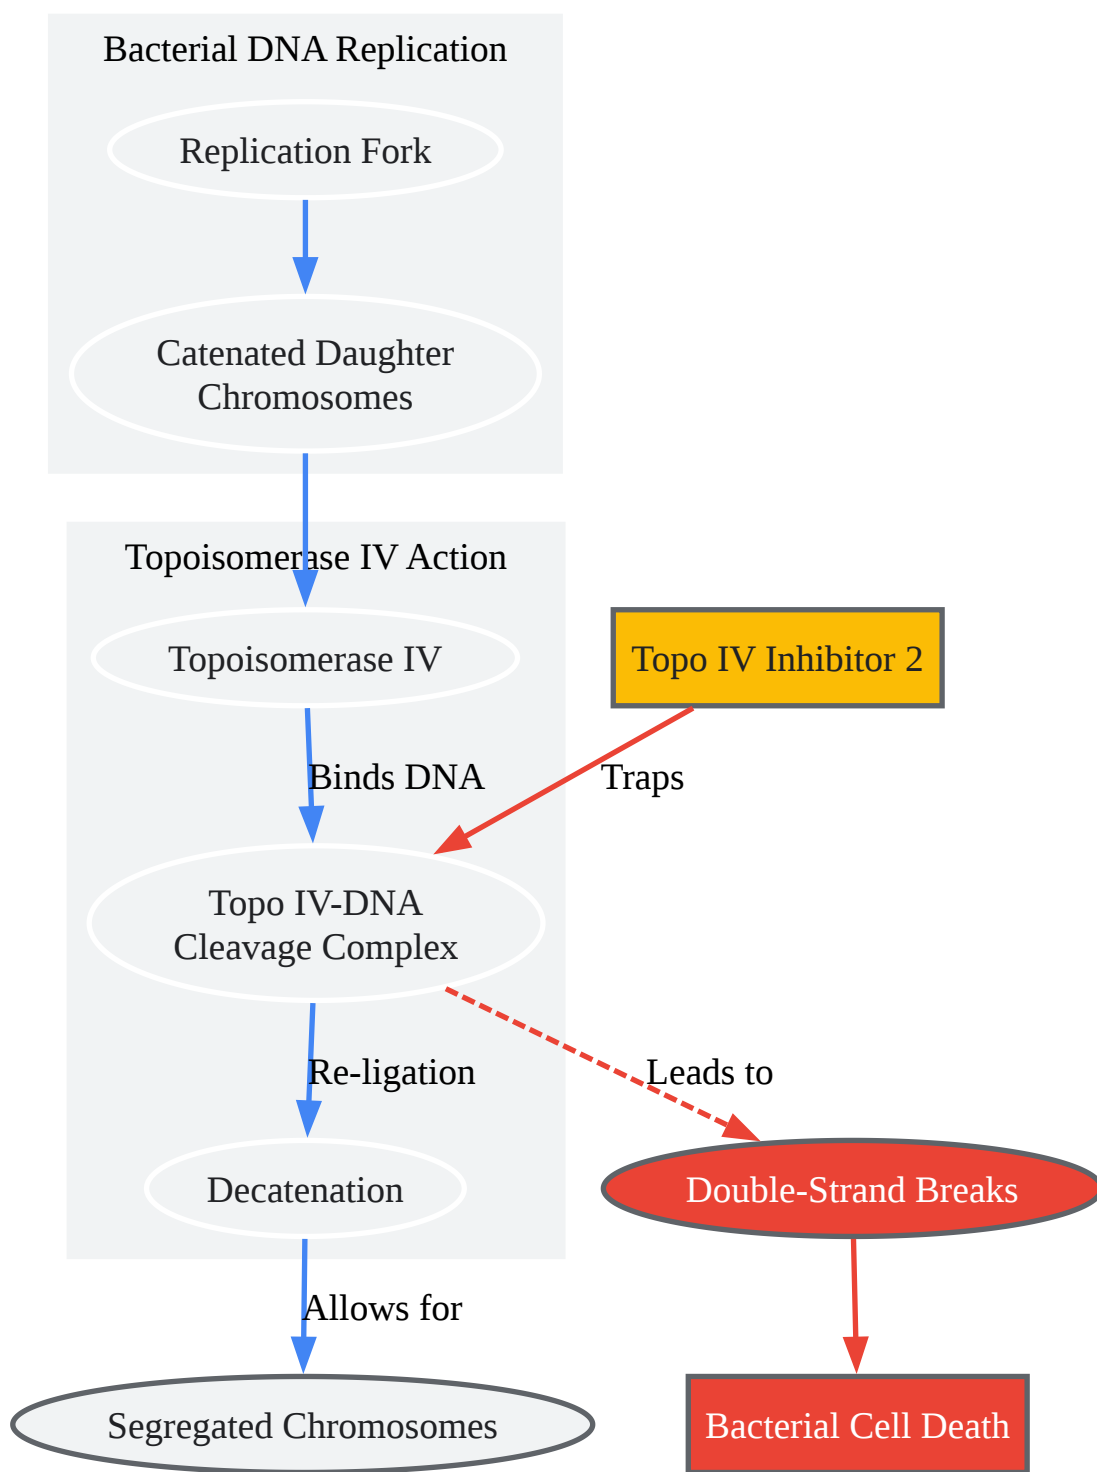 Bacterial DNA Replication
Replication Fork
Catenated Daughter
Chromosomes
Topoisomerase IV Action
Topoisomerase IV
Topo IV Inhibitor 2
Binds DNA
Traps
Topo IV-DNA
Cleavage Complex
Re-ligation
Leads to
Decatenation
Double-Strand Breaks
Allows for
Segregated Chromosomes
Bacterial Cell Death